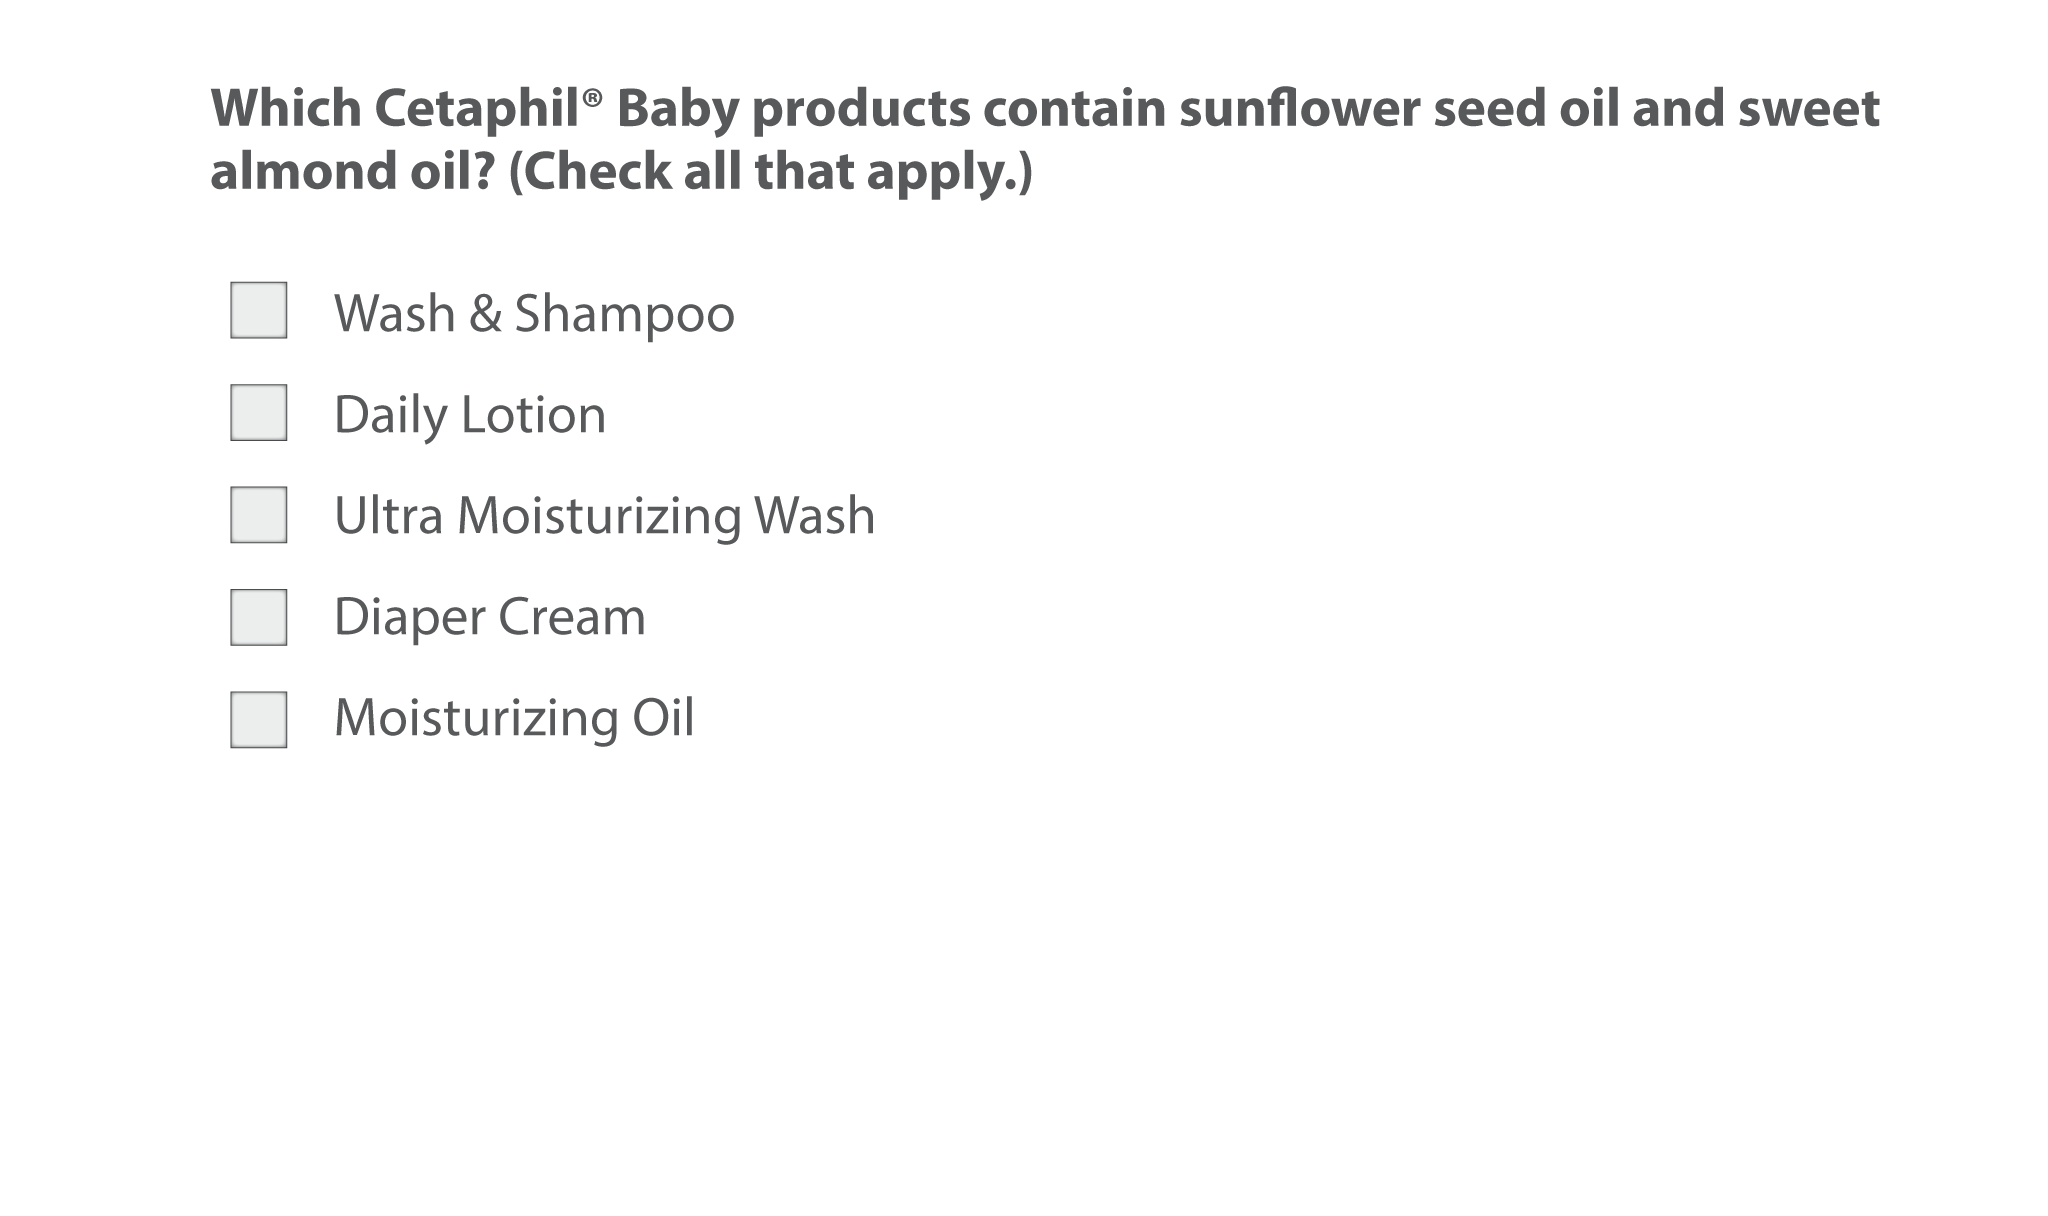 Which Cetaphil® Baby products contain sunflower seed oil and sweet
almond oil? (Check all that apply.)
Wash & Shampoo
Daily Lotion
Ultra Moisturizing Wash
Diaper Cream
Moisturizing Oil